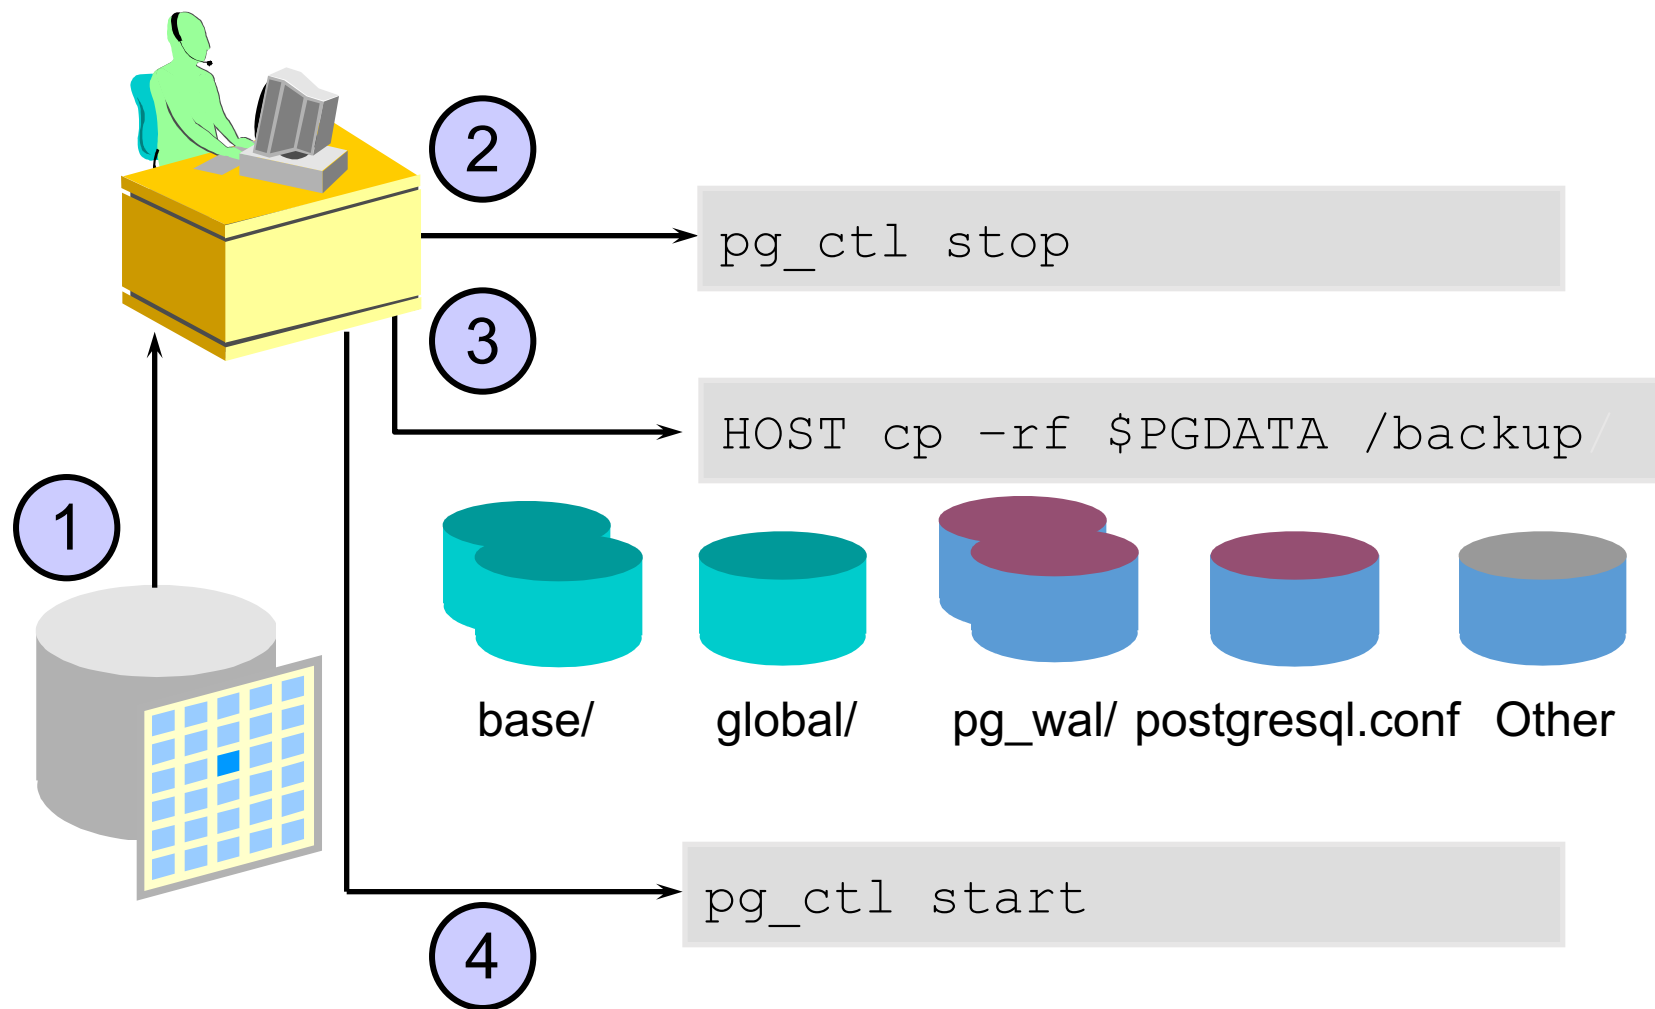 2
pg_ctl stop
3
HOST cp –rf $PGDATA /backup/
1
base/
global/
pg_wal/
postgresql.conf
Other
pg_ctl start
4